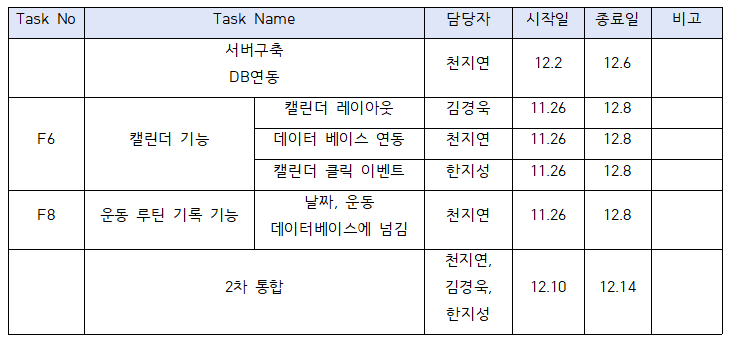 Task No Task Name 담당자 시작일 종료일 비고
서버구축
DB연동
천지연 12.2 12.6
F6 캘린더 기능
캘린더 레이아웃 김경욱 11.26 12.8
데이터 베이스 연동 천지연 11.26 12.8
캘린더 클릭 이벤트 한지성 11.26 12.8
F8 운동 루틴 기록 기능
날짜, 운동
데이터베이스에 넘김
천지연 11.26 12.8
2차 통합
천지연,
김경욱,
한지성
12.10 12.14